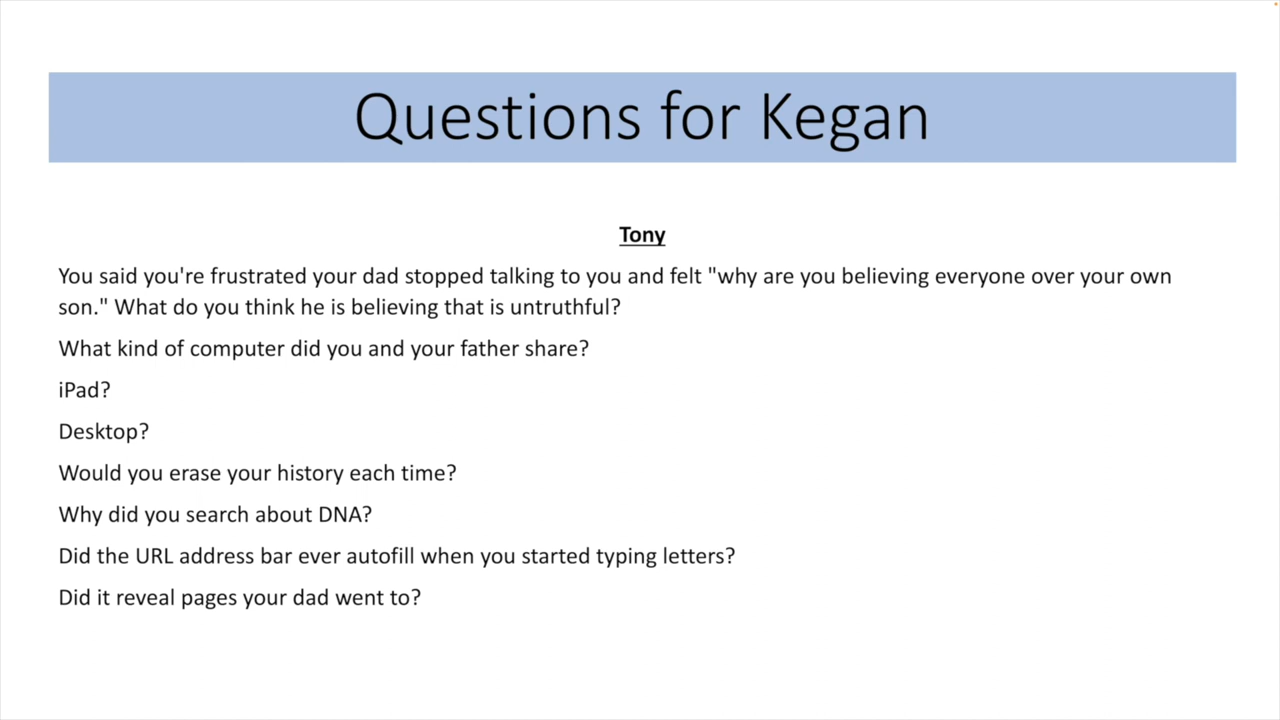 Questions for Kegan
Tony
You said you're frustrated your dad stopped talking to you and felt "why are you believing everyone over your own
son." What do you think he is believing that is untruthful?
What kind of computer did you and your father share?
iPad?
Desktop?
Would you erase your history each time?
Why did you search about DNA?
Did the URL address bar ever autofill when you started typing letters?
Did it reveal pages your dad went to?